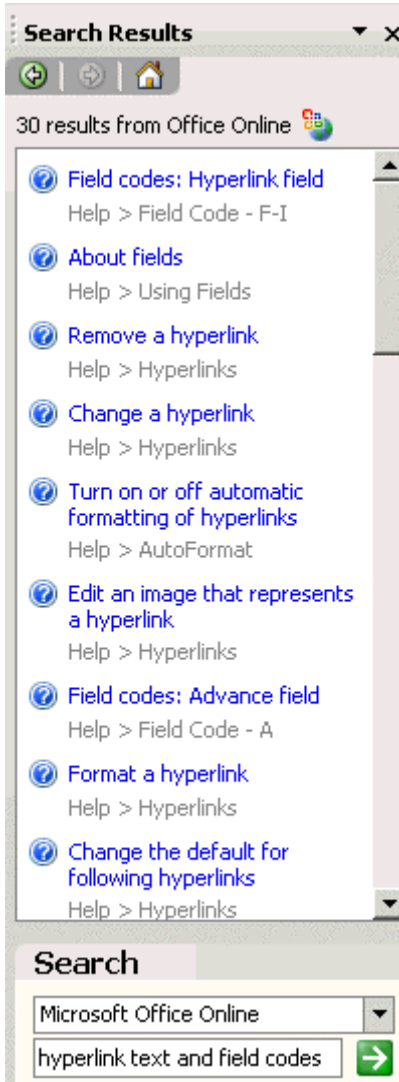 Search Results
30 results from Office Online
Field codes: Hyperlink field
Help > Field Code - F-I
About fields
Help > Using Fields
Remove a hyperlink
Help > Hyperlinks
Change a hyperlink
Help > Hyperlinks
Turn on or off automatic
formatting of hyperlinks
Help > AutoFormat
Edit an image that represents
a hyperlink
Help > Hyperlinks
Field codes: Advance field
Help > Field Code - A
Format a hyperlink
Help > Hyperlinks
Change the default for
following hyperlinks
Help > Hyperlinks
Search
Microsoft Office Online
hyperlink text and field codes